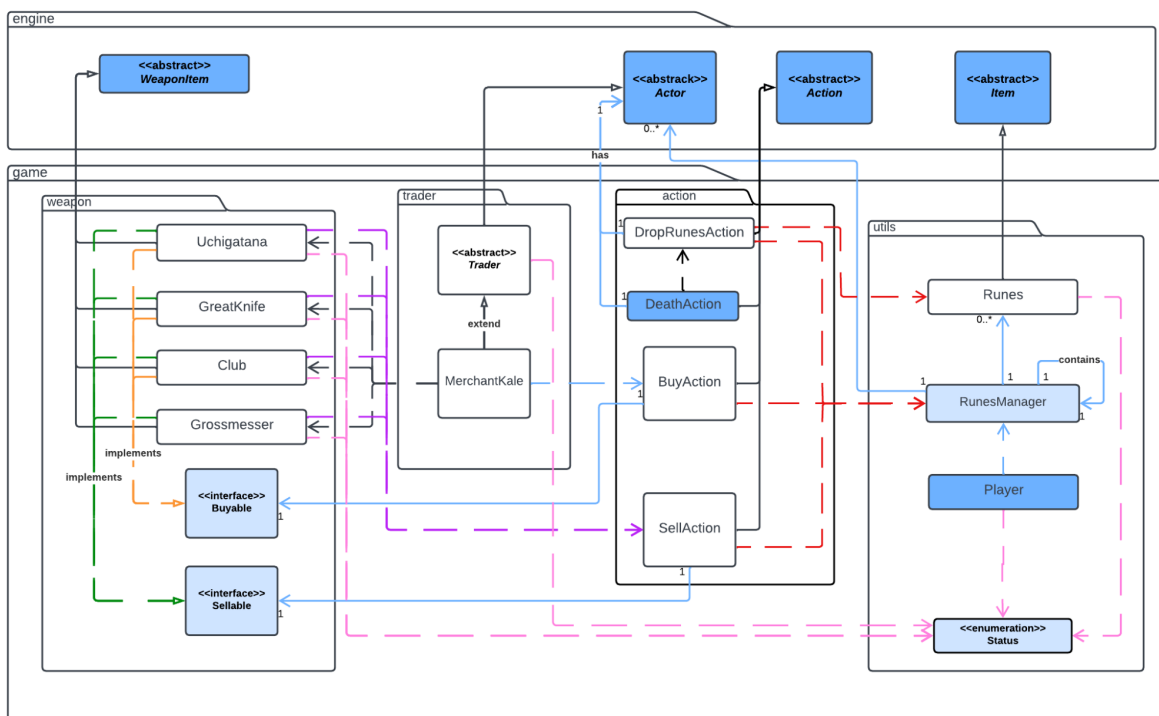 engine
<<abstract>>
WeaponItem
<<abstrack>>
Actor
<<abstract>>
Action
<<abstract>>
Item
1
0..*
has
game
weapon
trader
action
utils
Uchigatana
<<abstract>>
Trader
1
DropRunesAction
GreatKnife
1
DeathAction
Runes
0..*
extend
Club
MerchantKale
BuyAction
1
contains
1
1
1
RunesManager
1
Grossmesser
implements
implements
<<interface>>
Buyable
1
SellAction
Player
1
<<interface>>
Sellable
1
<<enumeration>>
Status